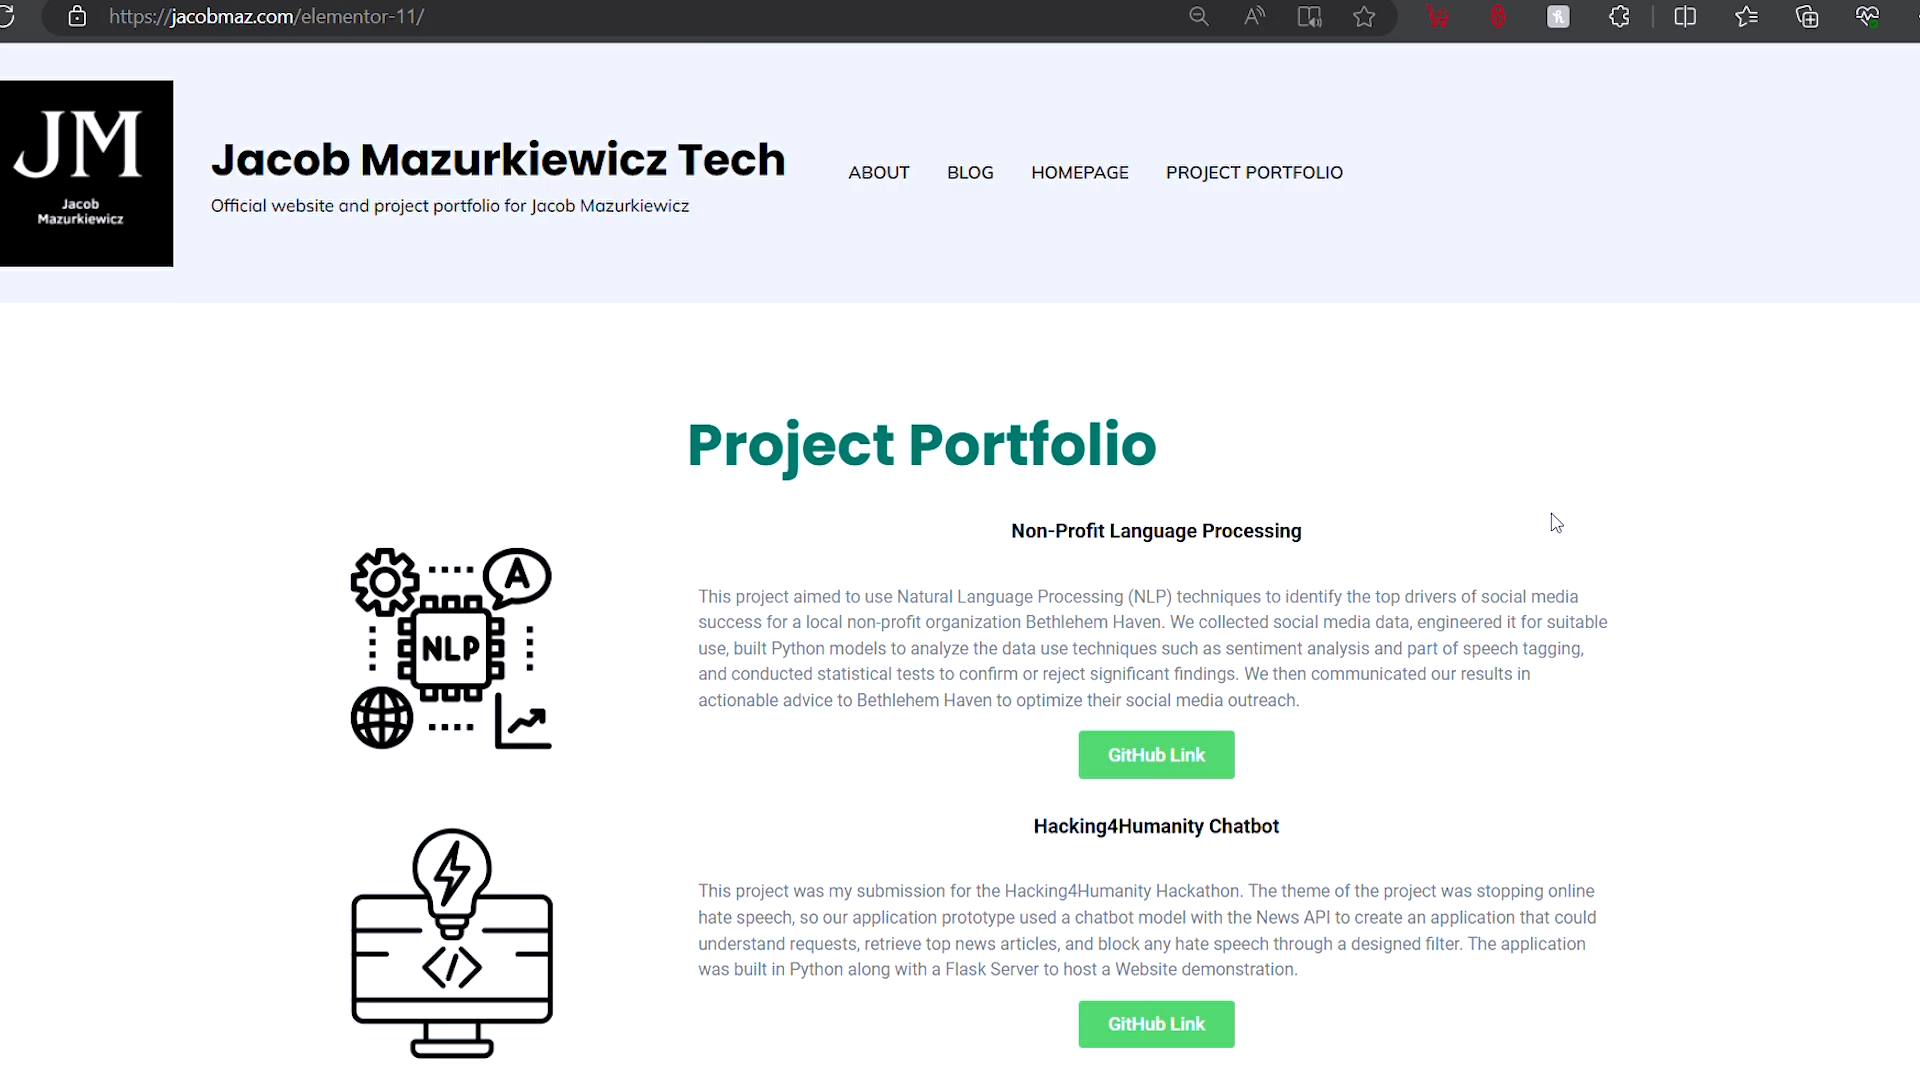 https://jacobmaz.com/elementor-11/
JM
Jacob
Mazurkiewicz
Jacob Mazurkiewicz Tech
Official website and project portfolio for Jacob Mazurkiewicz
ABOUT BLOG HOMEPAGE PROJECT PORTFOLIO
Project Portfolio
A
NLP
Non-Profit Language Processing
This project aimed to use Natural Language Processing (NLP) techniques to identify the top drivers of social media
success for a local non-profit organization Bethlehem Haven. We collected social media data, engineered it for suitable
use, built Python models to analyze the data use techniques such as sentiment analysis and part of speech tagging,
and conducted statistical tests to confirm or reject significant findings. We then communicated our results in
actionable advice to Bethlehem Haven to optimize their social media outreach.
GitHub Link
</>
Hacking4Humanity Chatbot
This project was my submission for the Hacking4Humanity Hackathon. The theme of the project was stopping online
hate speech, so our application prototype used a chatbot model with the News API to create an application that could
understand requests, retrieve top news articles, and block any hate speech through a designed filter. The application
was built in Python along with a Flask Server to host a Website demonstration.
GitHub Link